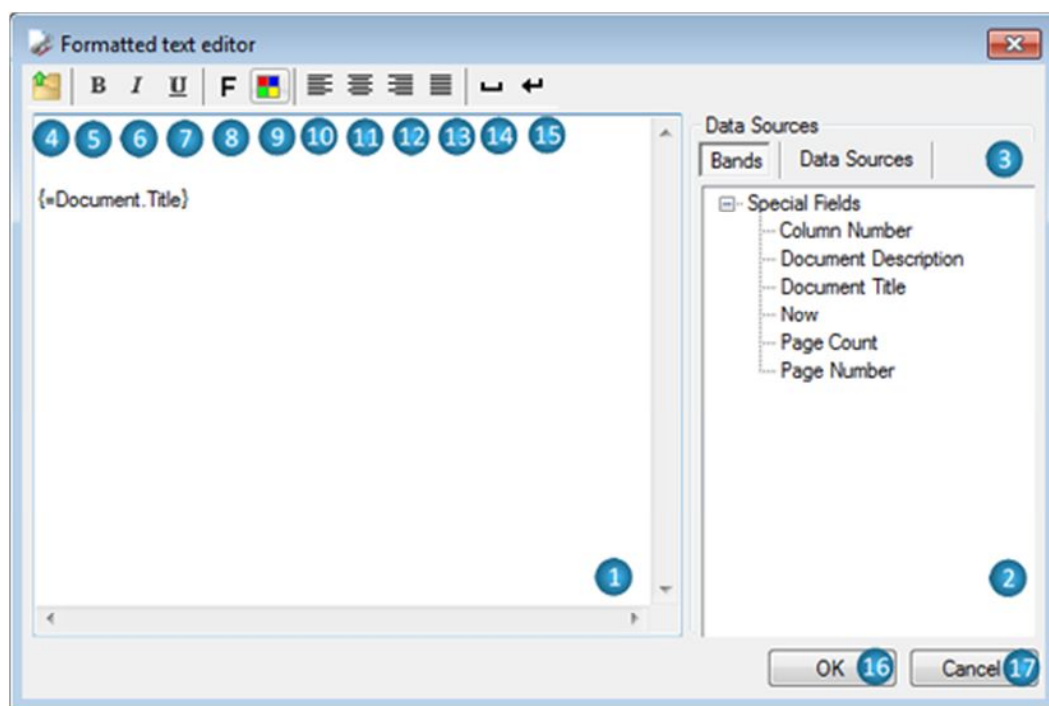 Formatted text editor
B I U F
4 5 6 7 8 9 10 11 12 13 14 15
{=Document.Title}
1
Data Sources
Bands Data Sources 3
Special Fields
Column Number
Document Description
Document Title
Now
Page Count
Page Number
2
OK 16 Cancel 17